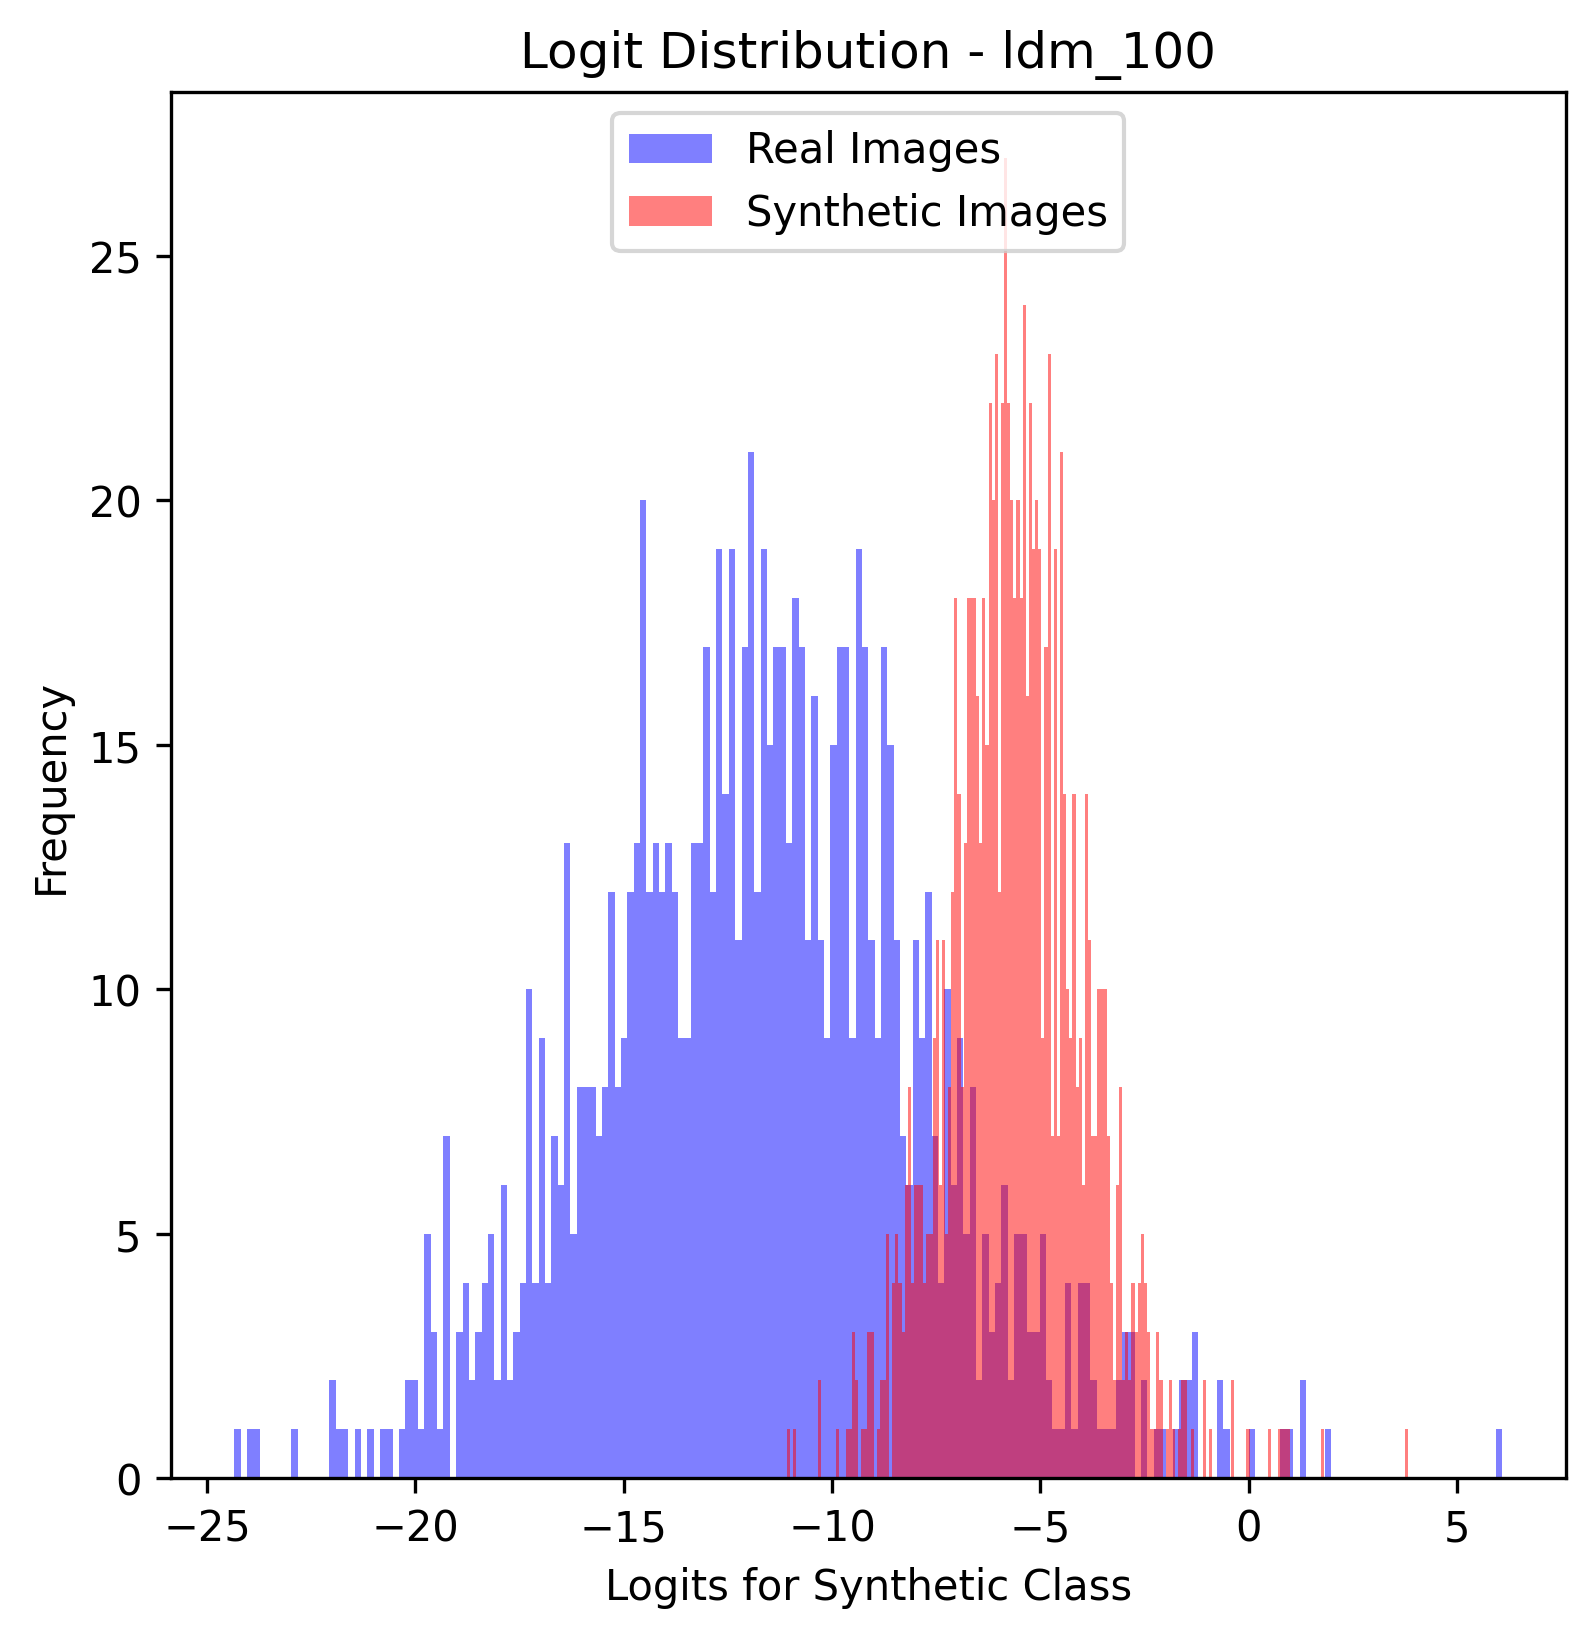 Logit Distribution - ldm_100
Real Images
Synthetic Images
25
20
15
10
5
0
Frequency
−25 −20 −15 −10 −5 0 5
Logits for Synthetic Class